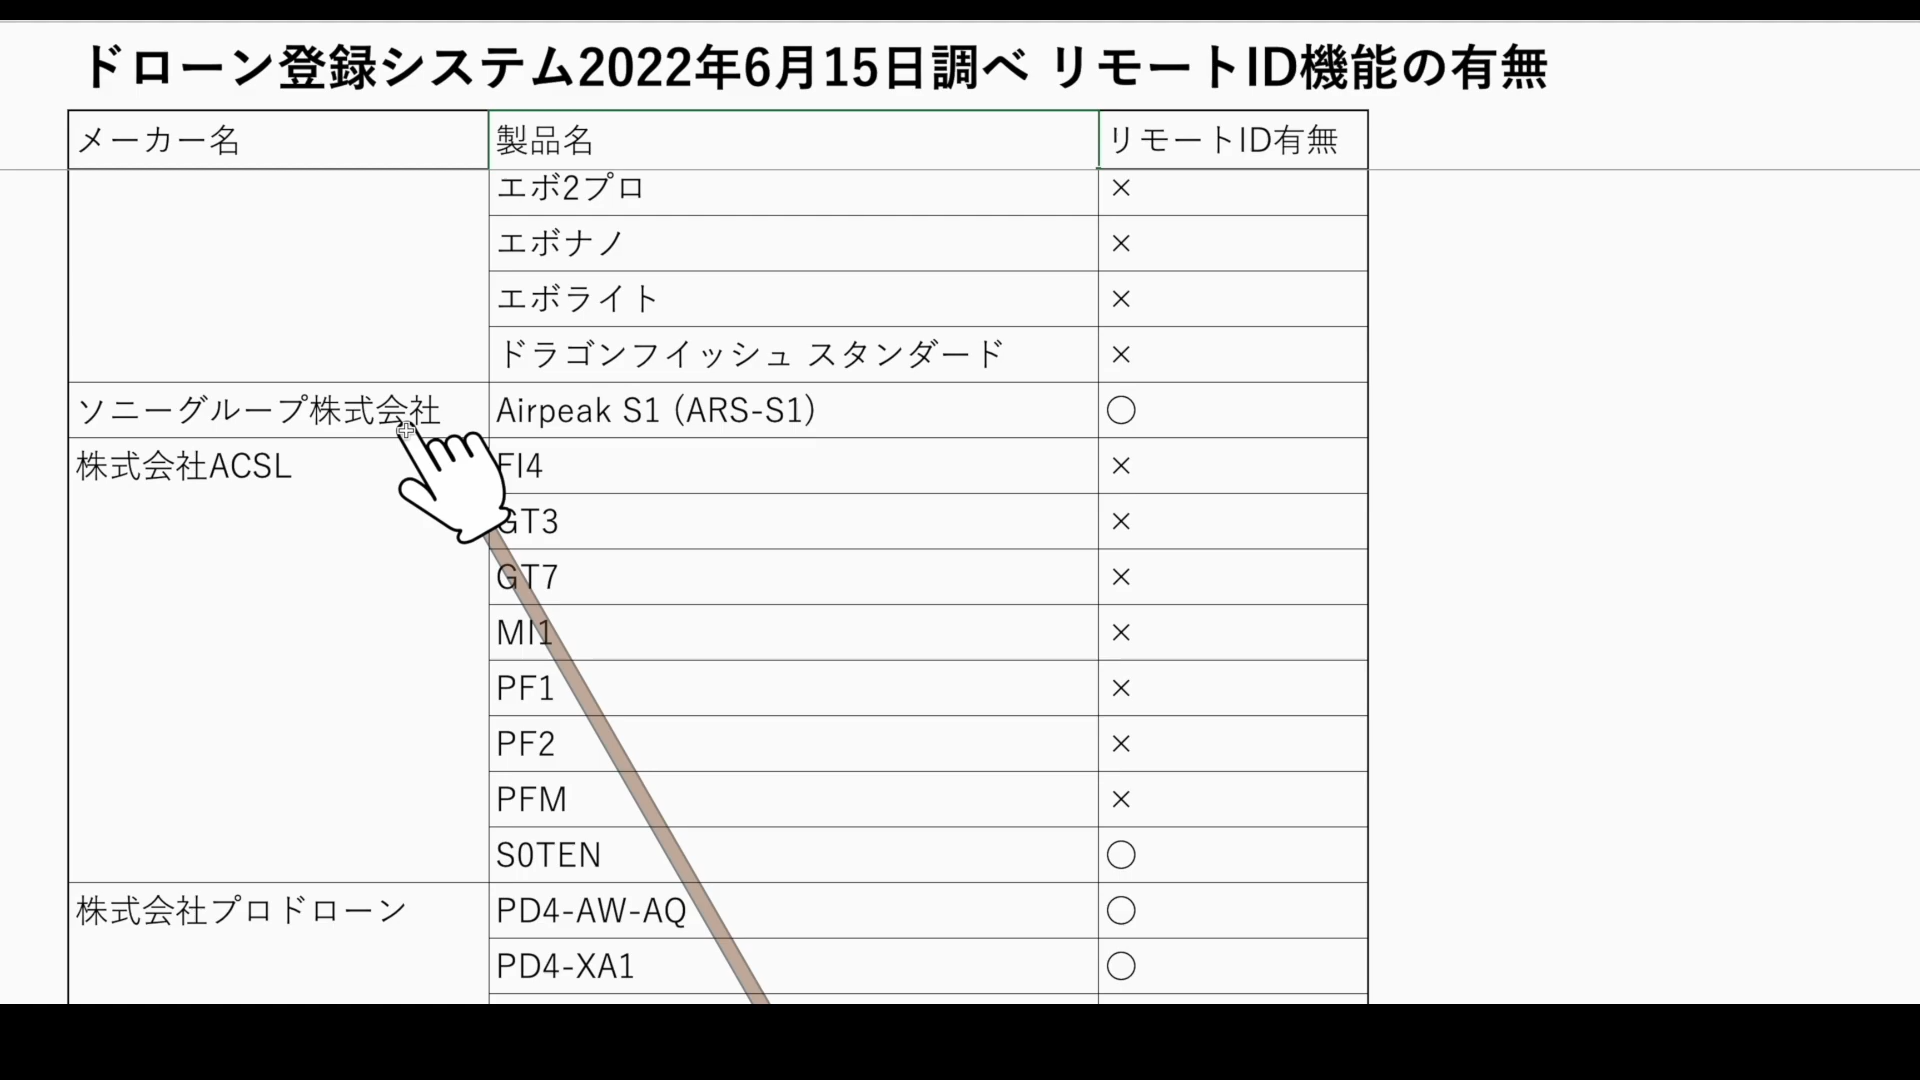 ドローン登録システム2022年6月15日調べ リモートID機能の有無
メーカー名 製品名 リモートID有無
エボ2プロ ×
エボナノ ×
エボライト ×
ドラゴンフイッシュ スタンダード ×
ソニーグループ株式会社 Airpeak S1 (ARS-S1) ○
株式会社ACSL FI4 ×
GT3 ×
GT7 ×
MI1 ×
PF1 ×
PF2 ×
PFM ×
S0TEN ○
株式会社プロドローン PD4-AW-AQ ○
PD4-XA1 ○